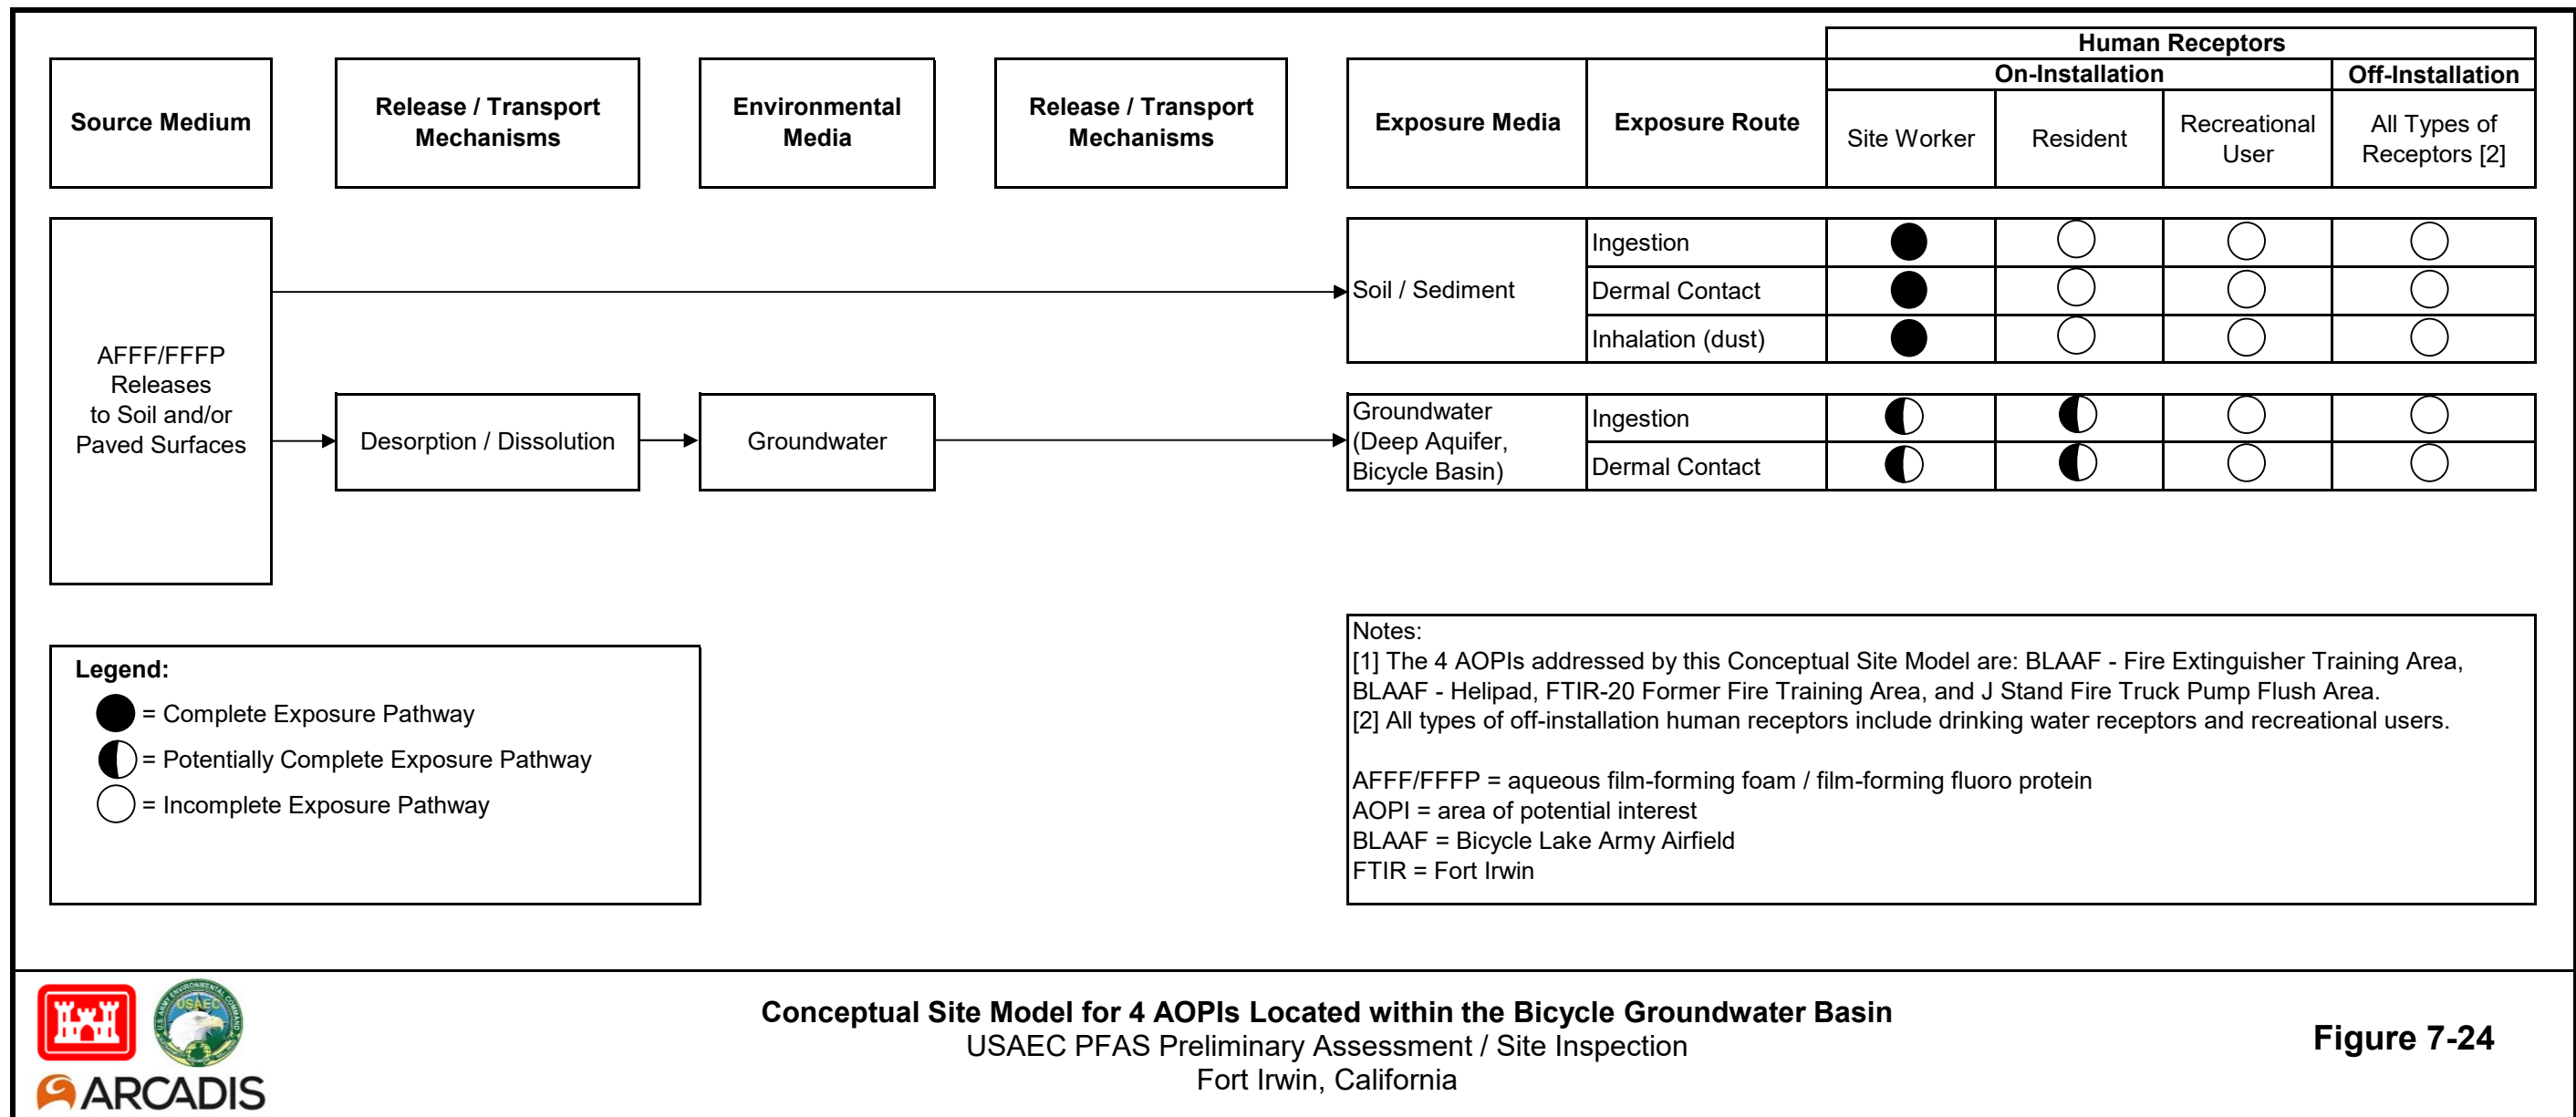 Human Receptors
On-Installation
Off-Installation
Source Medium
Release / Transport
Mechanisms
Environmental
Media
Release / Transport
Mechanisms
Exposure Media
Exposure Route
Site Worker
Resident
Recreational
User
All Types of
Receptors [2]
AFFF/FFFP
Releases
to Soil and/or
Paved Surfaces
Soil / Sediment
Ingestion
Dermal Contact
Inhalation (dust)
Desorption / Dissolution
Groundwater
Groundwater
(Deep Aquifer,
Bicycle Basin)
Ingestion
Dermal Contact
Legend:
= Complete Exposure Pathway
= Potentially Complete Exposure Pathway
= Incomplete Exposure Pathway
Notes:
[1] The 4 AOPIs addressed by this Conceptual Site Model are: BLAAF - Fire Extinguisher Training Area,
BLAAF - Helipad, FTIR-20 Former Fire Training Area, and J Stand Fire Truck Pump Flush Area.
[2] All types of off-installation human receptors include drinking water receptors and recreational users.
AFFF/FFFP = aqueous film-forming foam / film-forming fluoro protein
AOPI = area of potential interest
BLAAF = Bicycle Lake Army Airfield
FTIR = Fort Irwin
U.S. ARMY ENVIRONMENTAL COMMAND
USAEC
ARCADIS
Conceptual Site Model for 4 AOPIs Located within the Bicycle Groundwater Basin
USAEC PFAS Preliminary Assessment / Site Inspection
Fort Irwin, California
Figure 7-24